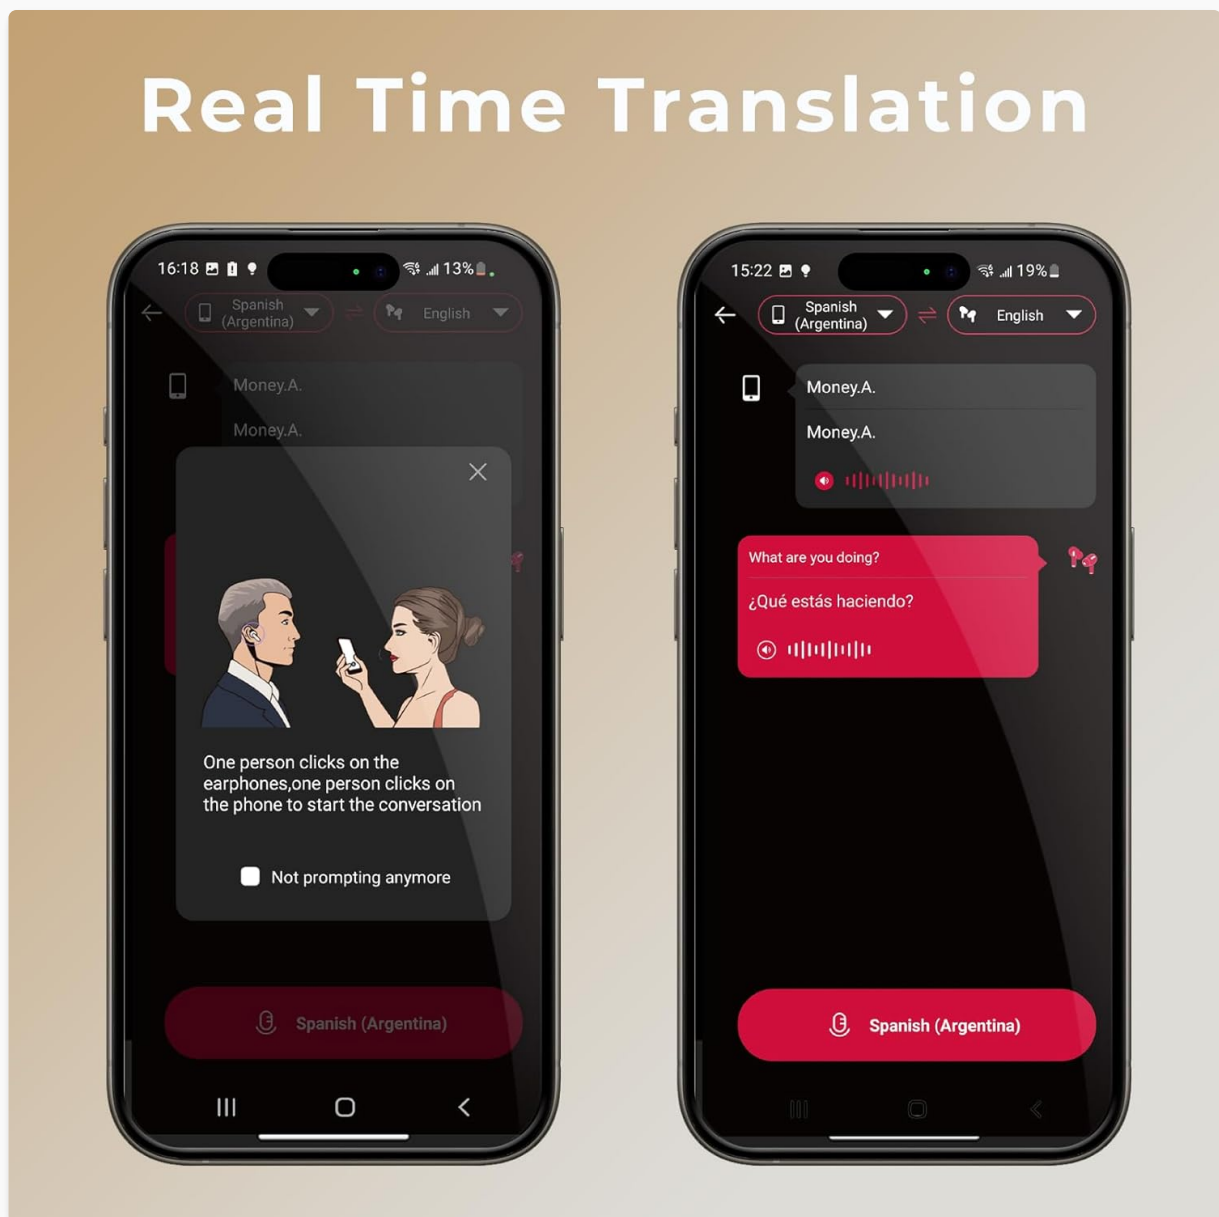 Real Time Translation
16:18 13%
Spanish
(Argentina)
English
Money.A.
Money.A.
One person clicks on the
earphones,one person clicks on
the phone to start the conversation
Not prompting anymore
Spanish (Argentina)
15:22 19%
Spanish
(Argentina)
English
Money.A.
Money.A.
What are you doing?
¿Qué estás haciendo?
Spanish (Argentina)